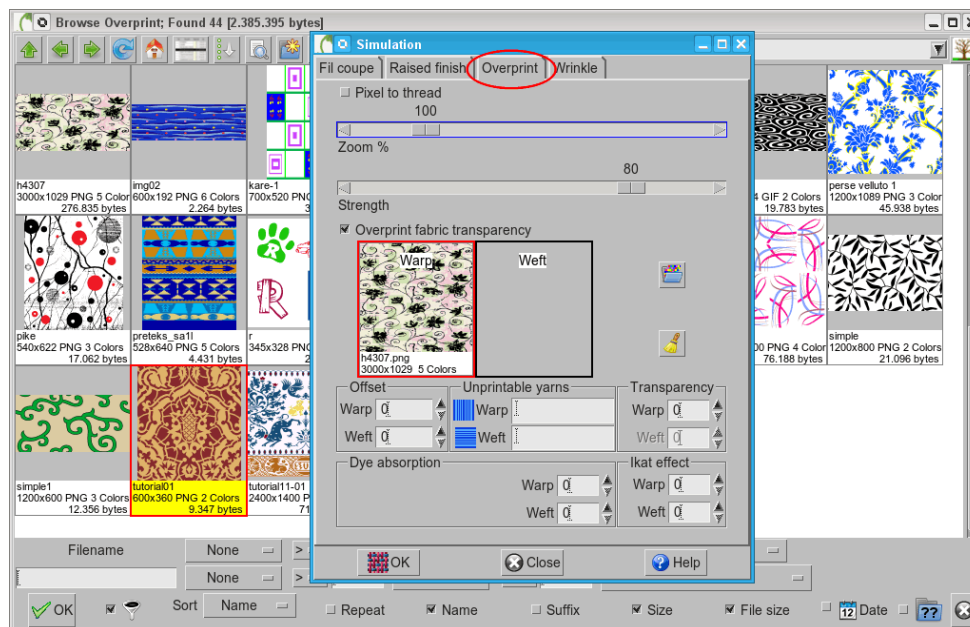 Browse Overprint; Found 44 [2.385.395 bytes]
Simulation
Fil coupe
Raised finish
Overprint
Wrinkle
Pixel to thread
100
Zoom %
80
Strength
Overprint fabric transparency
Warp
Weft
h4307.png
3000x1029 5 Colors
Offset
Unprintable yarns
Transparency
Warp 0
Warp
Warp 0
Weft 0
Weft
Weft 0
Dye absorption
Ikat effect
Warp 0
Warp 0
Weft 0
Weft 0
OK
Close
Help
h4307
3000x1029 PNG 5 Color
276.835 bytes
img02
600x192 PNG 6 Colors
2.264 bytes
kare-1
700x520 PN
3
4 GIF 2 Colors
19.783 bytes
perse velluto 1
1200x1089 PNG 3 Color
45.938 bytes
pike
540x622 PNG 3 Colors
17.062 bytes
preteks_sa1l
528x640 PNG 5 Colors
4.431 bytes
R
R
r
345x328 PN
2
00 PNG 4 Color
76.188 bytes
simple
1200x800 PNG 2 Colors
21.096 bytes
simple1
1200x600 PNG 3 Colors
12.356 bytes
tutorial01
600x360 PNG 2 Colors
9.347 bytes
tutorial11-01
2400x1400 P
71
Filename
None
>
None
>
OK
Sort
Name
Repeat
Name
Suffix
Size
File size
12
Date
??